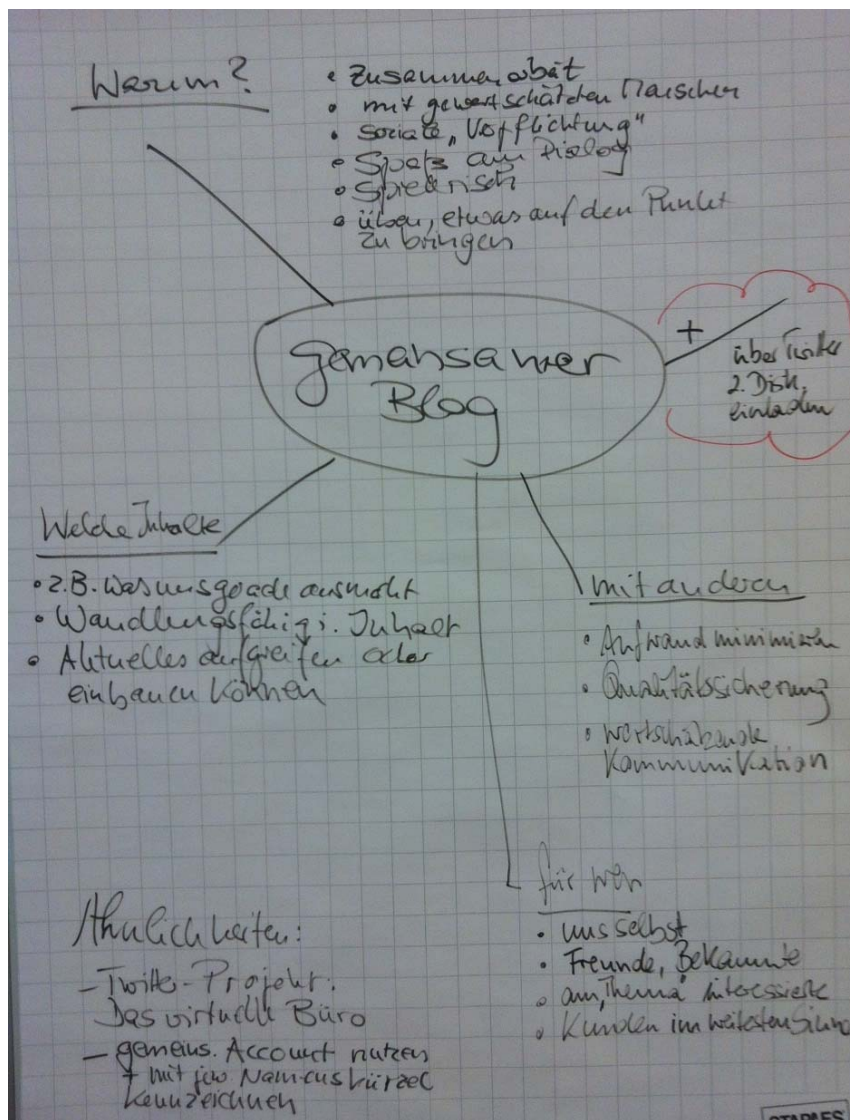 Warum?
• Zusammenarbeit
• mit gewertschätzten Menschen
• soziale „Verpflichtung"
• Spaß am Dialog
• Spielerisch
• üben, etwas auf den Punkt
zu bringen
gemeinsamer
Blog
+
über Twitter
z. Disk.
einladen
Welche Inhalte
• z.B. was uns gerade ausmacht
• Wandlungsfähig i. Inhalt
• Aktuelles aufgreifen oder
einbauen können
mit anderen
• Aufwand minimieren
• Qualitätssicherung
• wertschätzende
Kommunikation
für wen
• uns selbst
• Freunde, Bekannte
• am „Thema" Interessierte
• Kunden im weitesten Sinne
Ähnlichkeiten:
– Twitter-Projekt:
Das virtuelle Büro
– gemeins. Account nutzen
+ mit jew. Namenskürzel
kennzeichnen
STAPLES